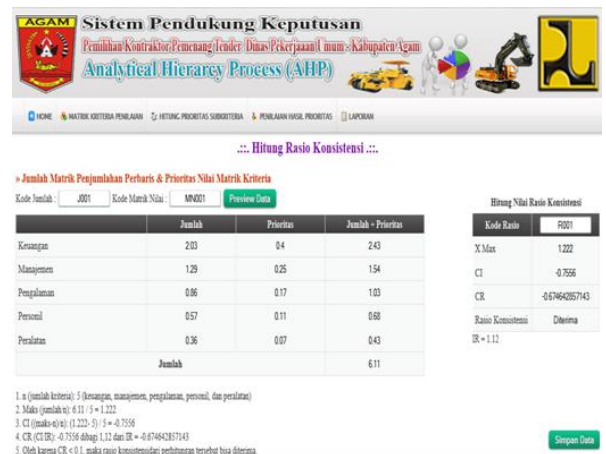 AGAM
Sistem Pendukung Keputusan
Pemilihan Kontraktor Pemenang Tender Dinas Pekerjaaan Umum - Kabupaten Agam
Analytical Hierarcy Process (AHP)
HOME MATRIK KRITERIA PENILAIAN HITUNG PRIORITAS SUBKRITERIA PENILAIAN HASIL PRIORITAS LAPORAN
.::. Hitung Rasio Konsistensi .::.
» Jumlah Matrik Penjumlahan Perbaris & Prioritas Nilai Matrik Kriteria
Kode Jumlah : J001 Kode Matrik Nilai : MN001 Preview Data
Jumlah Prioritas Jumlah + Prioritas
Keuangan 2.03 0.4 2.43
Manajemen 1.29 0.25 1.54
Pengalaman 0.86 0.17 1.03
Personil 0.57 0.11 0.68
Peralatan 0.36 0.07 0.43
Jumlah 6.11
Hitung Nilai Rasio Konsistensi
Kode Rasio R001
X Max 1.222
CI -0.7556
CR -0.674642857143
Rasio Konsistensi Diterima
IR = 1.12
1. n (jumlah kriteria): 5 (keuangan, manajemen, pengalaman, personil, dan peralatan)
2. Maks (jumlah/n): 6.11 / 5 = 1.222
3. CI ((maks-n)/n): (1.222- 5) / 5 = -0.7556
4. CR (CI/IR): -0.7556 dibagi 1,12 dari IR = -0.674642857143
5. Oleh karena CR < 0.1, maka rasio konsistensidari perhitungan tersebut bisa diterima.
Simpan Data